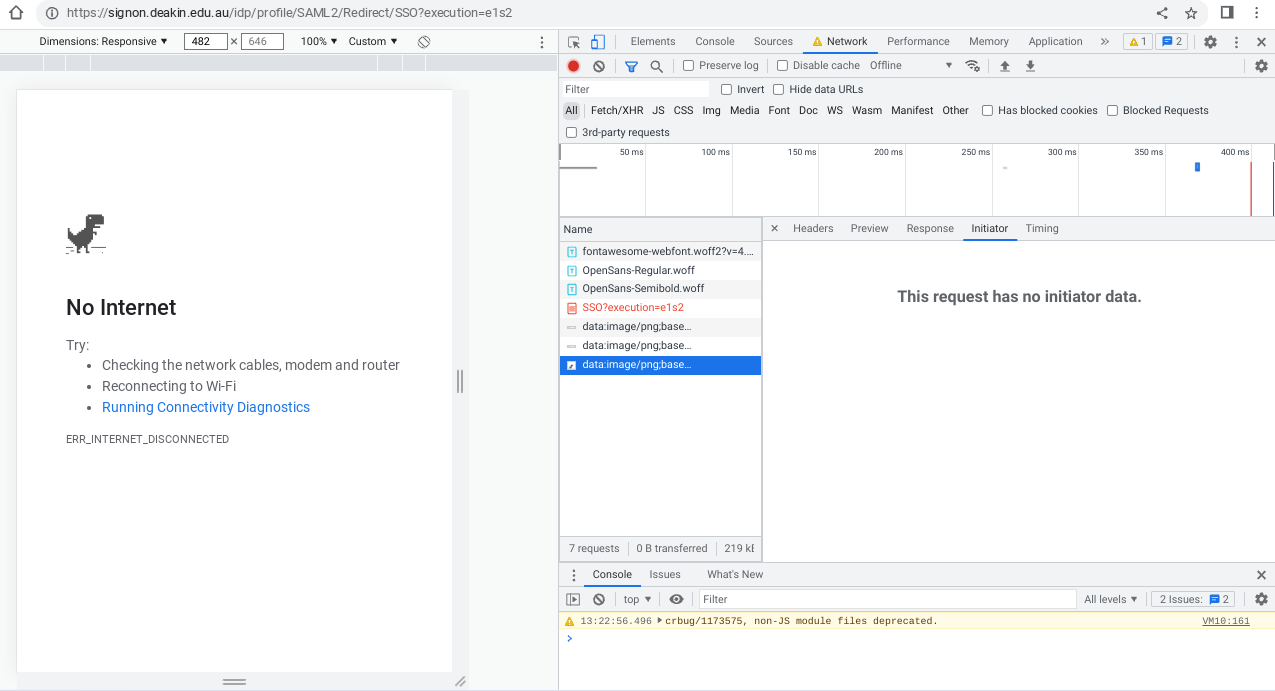 https://signon.deakin.edu.au/idp/profile/SAML2/Redirect/SSO?execution=e1s2
Dimensions: Responsive ▼ 482 × 646 100% ▼ Custom ▼
Elements Console Sources Network Performance Memory Application » 1 2
Preserve log Disable cache Offline ▼
Filter Invert Hide data URLs
All Fetch/XHR JS CSS Img Media Font Doc WS Wasm Manifest Other Has blocked cookies Blocked Requests
3rd-party requests
50 ms 100 ms 150 ms 200 ms 250 ms 300 ms 350 ms 400 ms
Name
fontawesome-webfont.woff2?v=4....
OpenSans-Regular.woff
OpenSans-Semibold.woff
SSO?execution=e1s2
data:image/png;base...
data:image/png;base...
data:image/png;base...
7 requests 0 B transferred 219 kB
× Headers Preview Response Initiator Timing
This request has no initiator data.
No Internet
Try:
• Checking the network cables, modem and router
• Reconnecting to Wi-Fi
• Running Connectivity Diagnostics
ERR_INTERNET_DISCONNECTED
Console Issues What's New
top ▼ Filter All levels ▼ 2 Issues: 2
13:22:56.496 crbug/1173575, non-JS module files deprecated. VM10:161